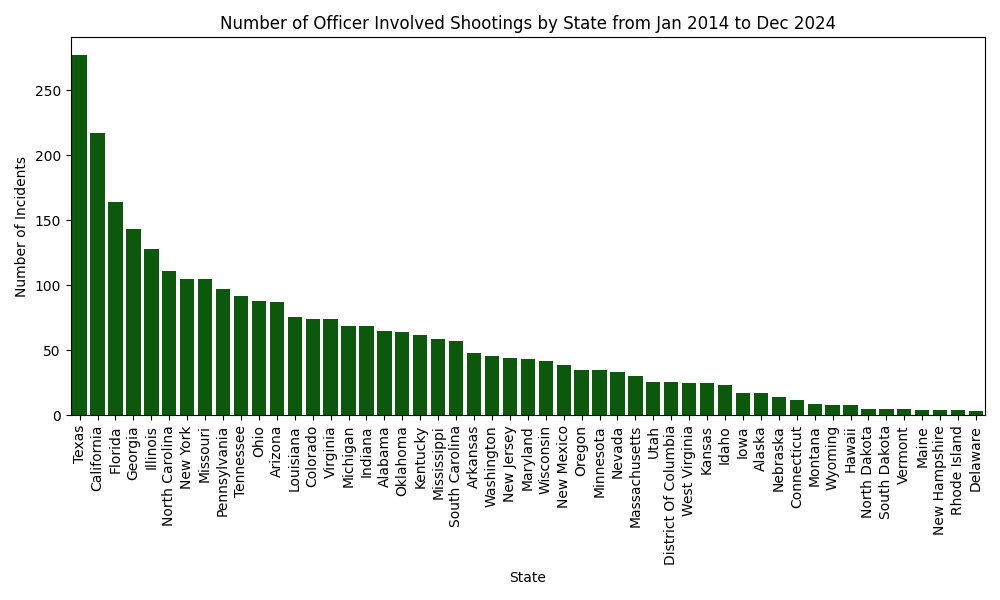 Number of Officer Involved Shootings by State from Jan 2014 to Dec 2024
Number of Incidents
250
200
150
100
50
0
Texas
California
Florida
Georgia
Illinois
North Carolina
New York
Missouri
Pennsylvania
Tennessee
Ohio
Arizona
Louisiana
Colorado
Virginia
Michigan
Indiana
Alabama
Oklahoma
Kentucky
Mississippi
South Carolina
Arkansas
Washington
New Jersey
Maryland
Wisconsin
New Mexico
Oregon
Minnesota
Nevada
Massachusetts
Utah
District Of Columbia
West Virginia
Kansas
Idaho
Iowa
Alaska
Nebraska
Connecticut
Montana
Wyoming
Hawaii
North Dakota
South Dakota
Vermont
Maine
New Hampshire
Rhode Island
Delaware
State